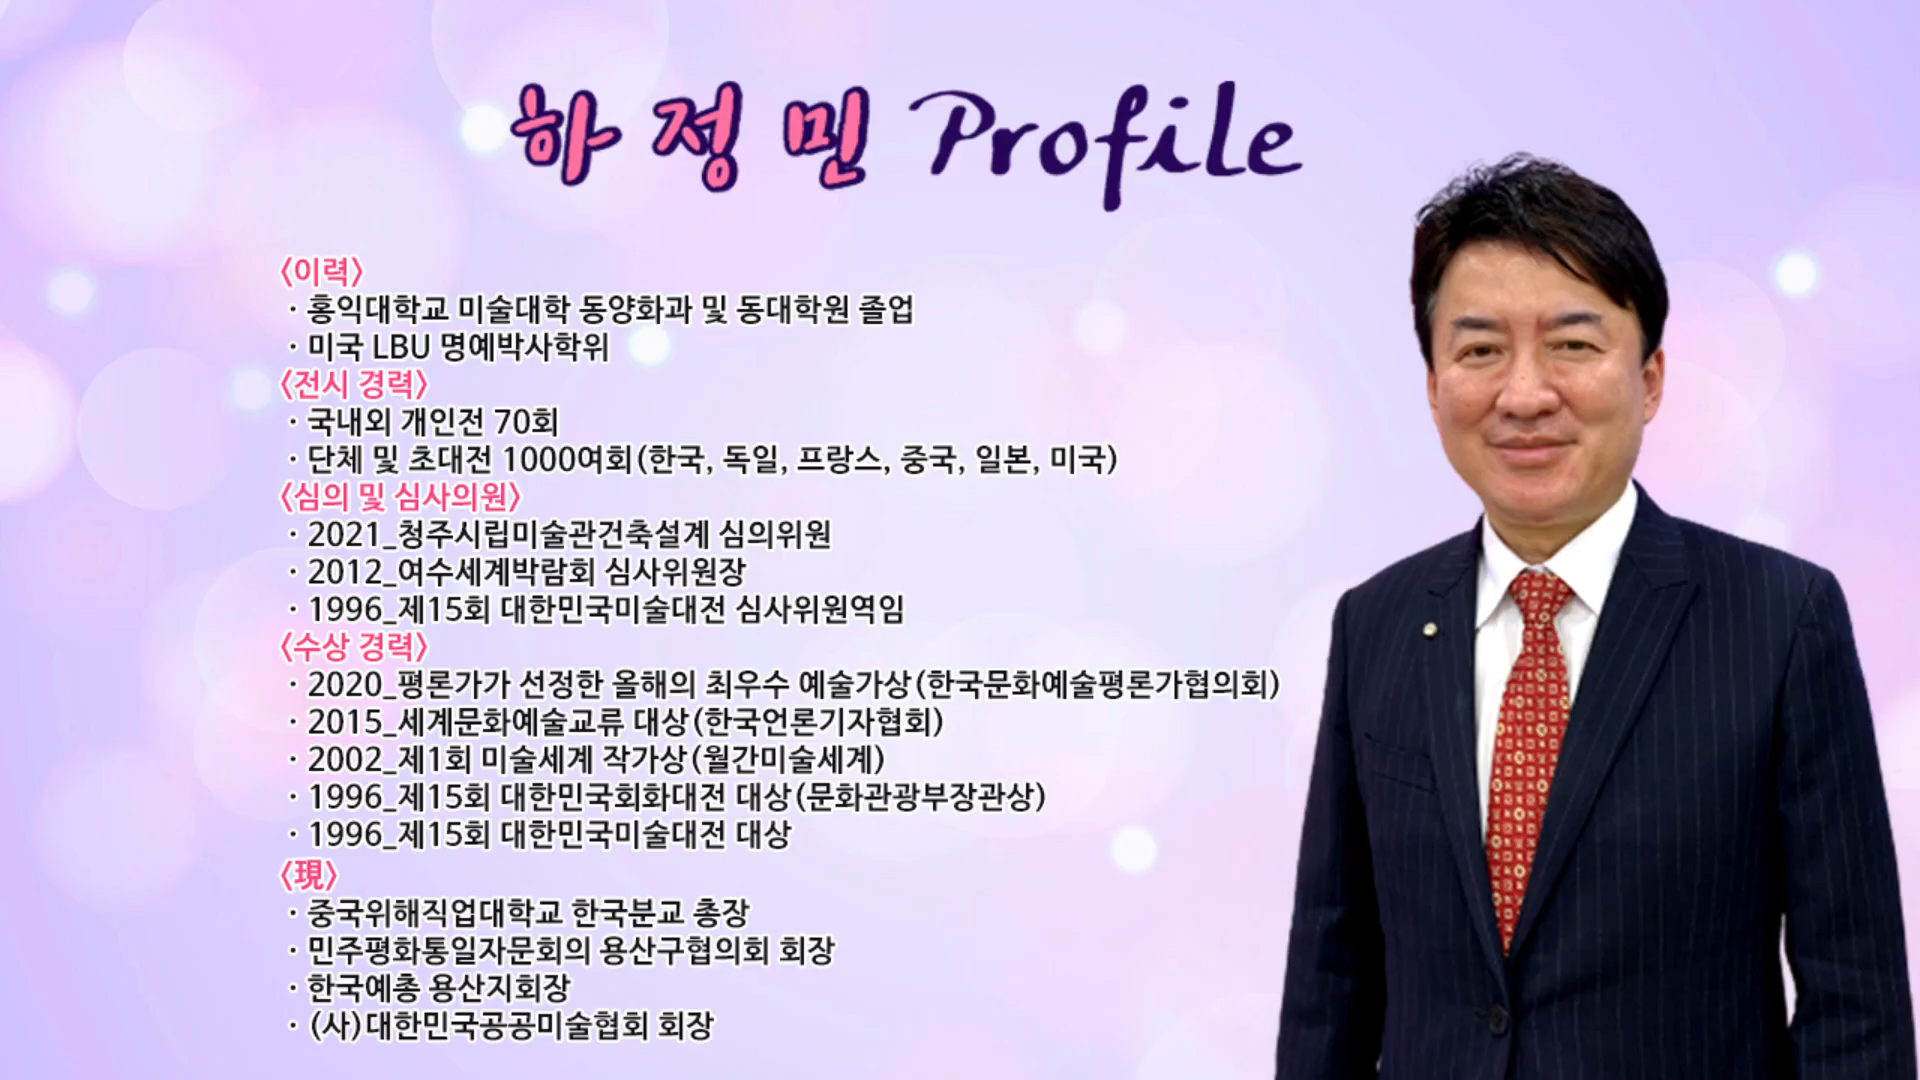 하 정 민 Profile
〈이력〉
· 홍익대학교 미술대학 동양화과 및 동대학원 졸업
· 미국 LBU 명예박사학위
〈전시 경력〉
· 국내외 개인전 70회
· 단체 및 초대전 1000여회(한국, 독일, 프랑스, 중국, 일본, 미국)
〈심의 및 심사의원〉
· 2021_청주시립미술관건축설계 심의위원
· 2012_여수세계박람회 심사위원장
· 1996_제15회 대한민국미술대전 심사위원역임
〈수상 경력〉
· 2020_평론가가 선정한 올해의 최우수 예술가상(한국문화예술평론가협의회)
· 2015_세계문화예술교류 대상(한국언론기자협회)
· 2002_제1회 미술세계 작가상(월간미술세계)
· 1996_제15회 대한민국회화대전 대상(문화관광부장관상)
· 1996_제15회 대한민국미술대전 대상
〈現〉
· 중국위해직업대학교 한국분교 총장
· 민주평화통일자문회의 용산구협의회 회장
· 한국예총 용산지회장
· (사)대한민국공공미술협회 회장